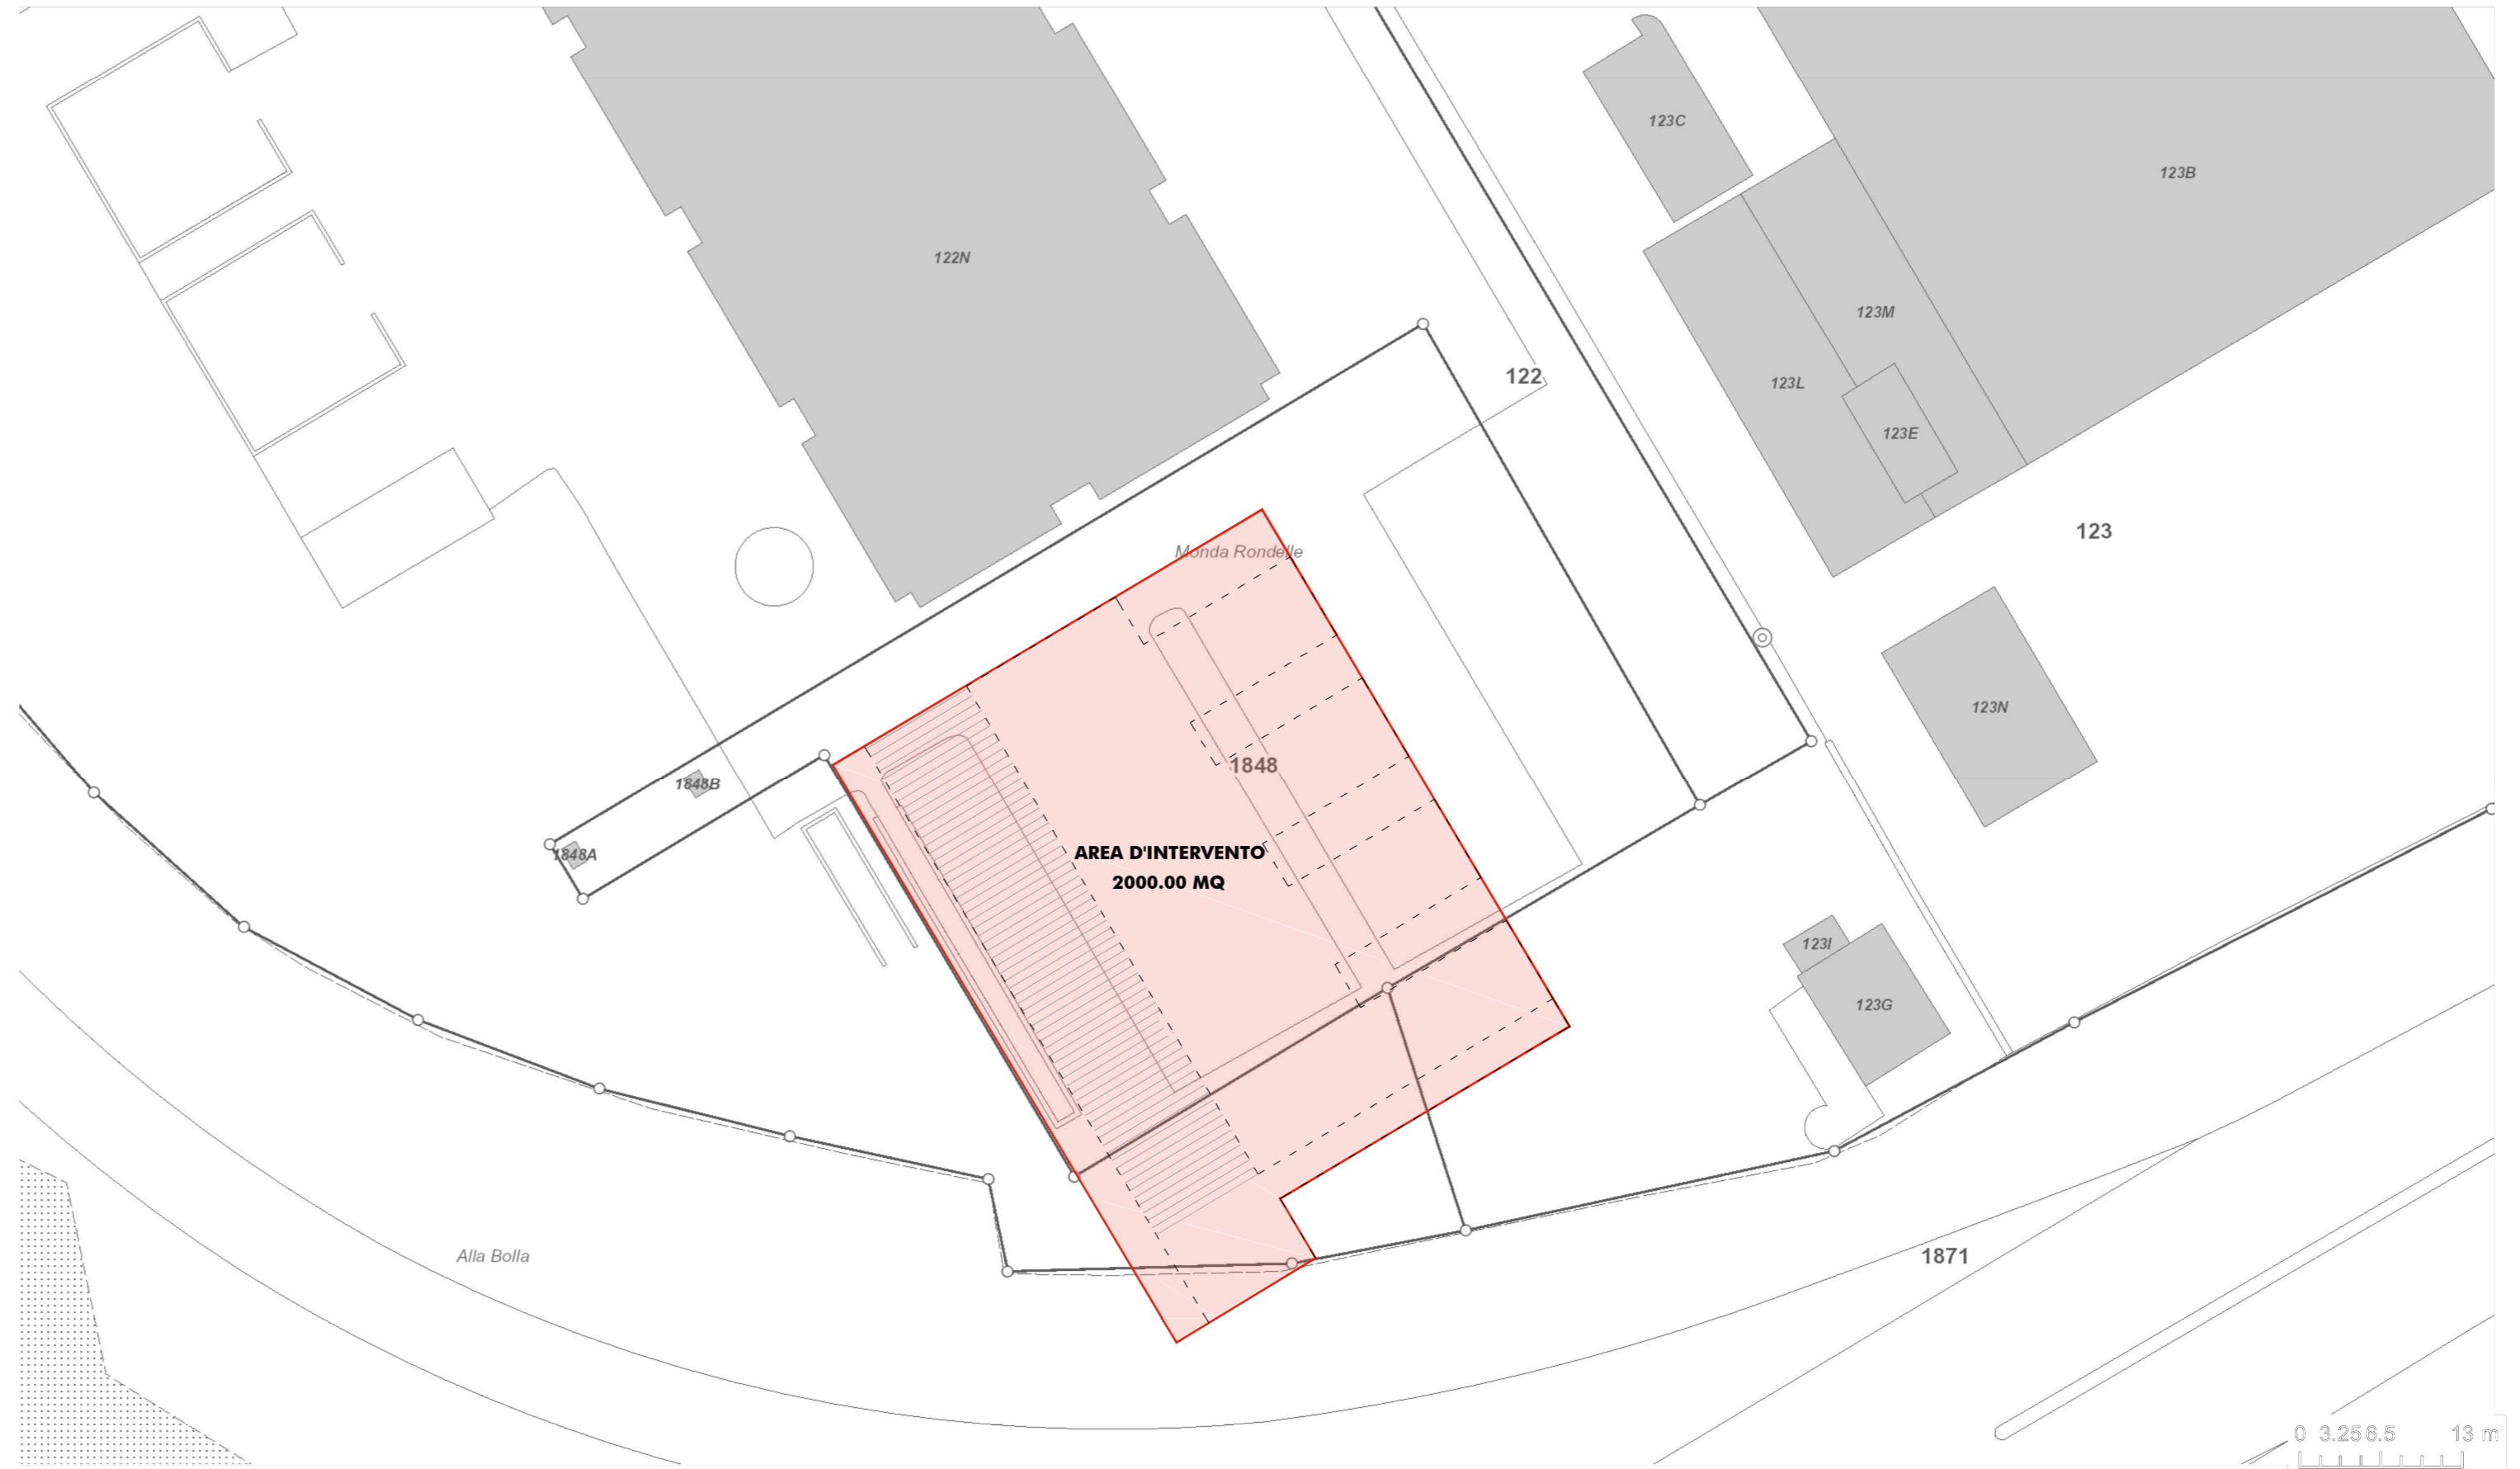 123C
123B
122N
123M
122
123L
123E
123
Monda Rondelle
123N
1848
1848B
AREA D'INTERVENTO
2000.00 MQ
1848A
123I
123G
Alla Bolla
1871
0 3.25 6.5 13 m